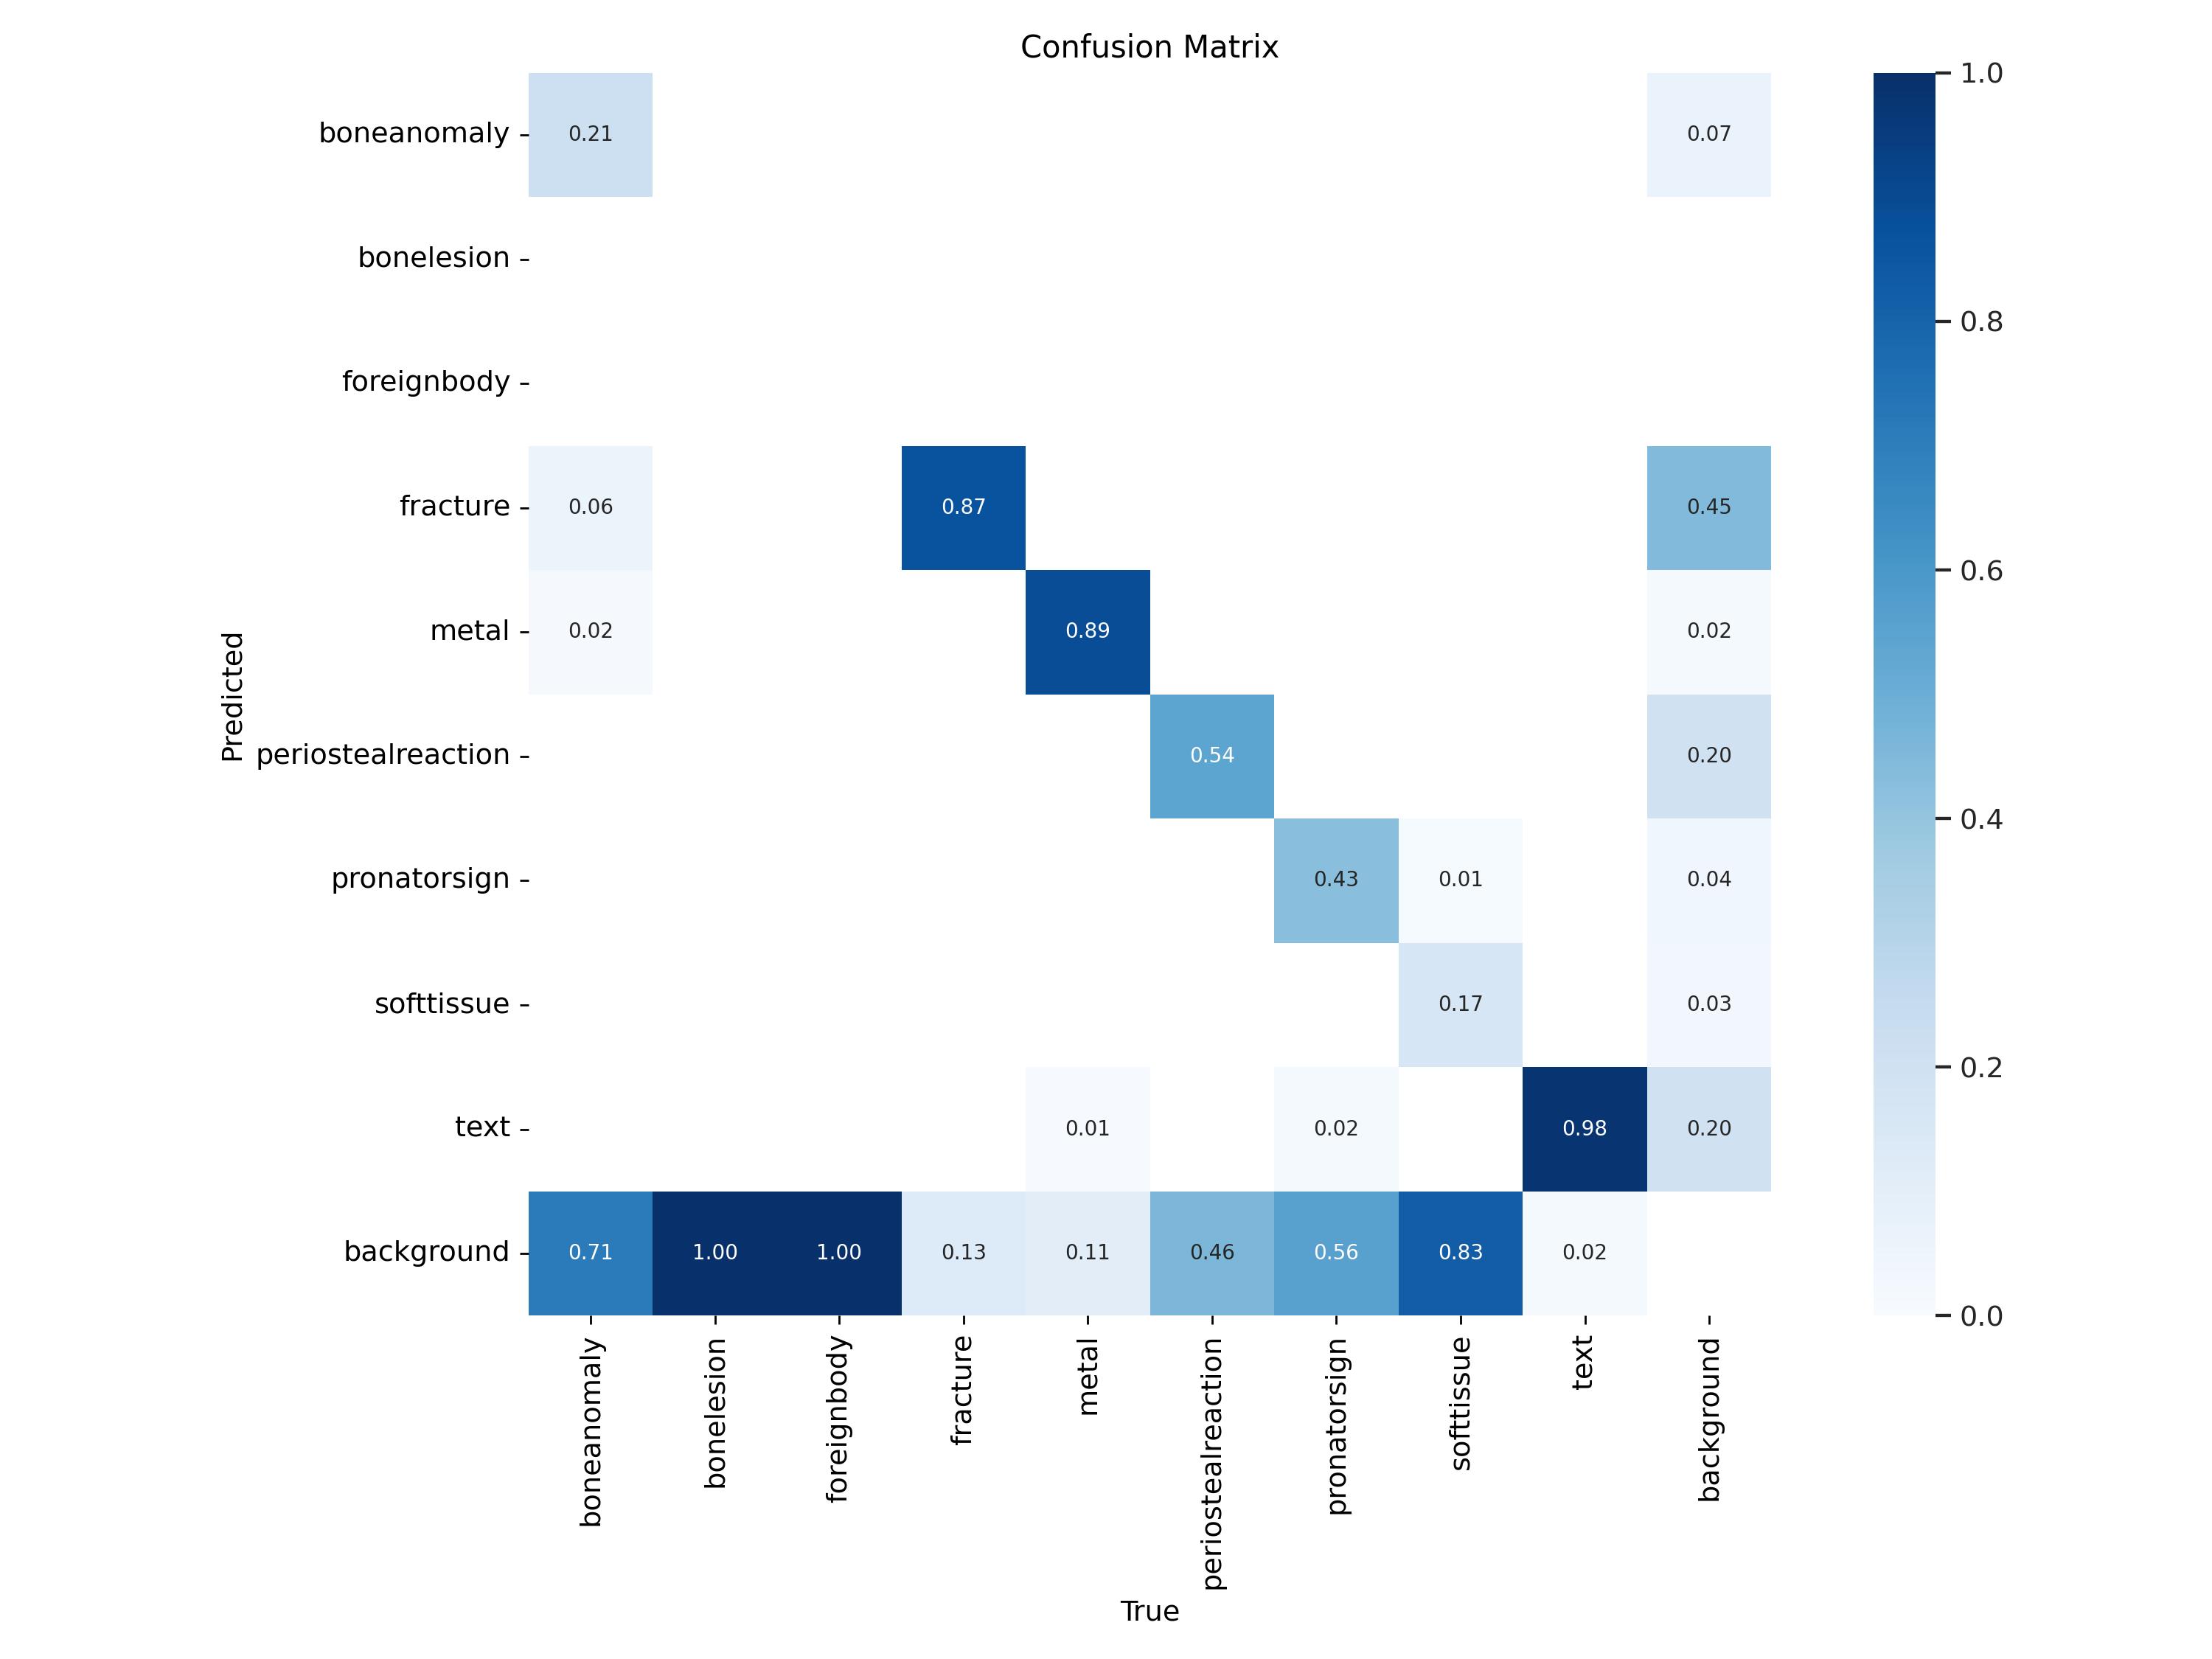 Confusion Matrix
boneanomaly 0.21 0.07
bonelesion
foreignbody
fracture 0.06 0.87 0.45
metal 0.02 0.89 0.02
periostealreaction 0.54 0.20
pronatorsign 0.43 0.01 0.04
softtissue 0.17 0.03
text 0.01 0.02 0.98 0.20
background 0.71 1.00 1.00 0.13 0.11 0.46 0.56 0.83 0.02
Predicted
boneanomaly
bonelesion
foreignbody
fracture
metal
periostealreaction
pronatorsign
softtissue
text
background
True
1.0
0.8
0.6
0.4
0.2
0.0